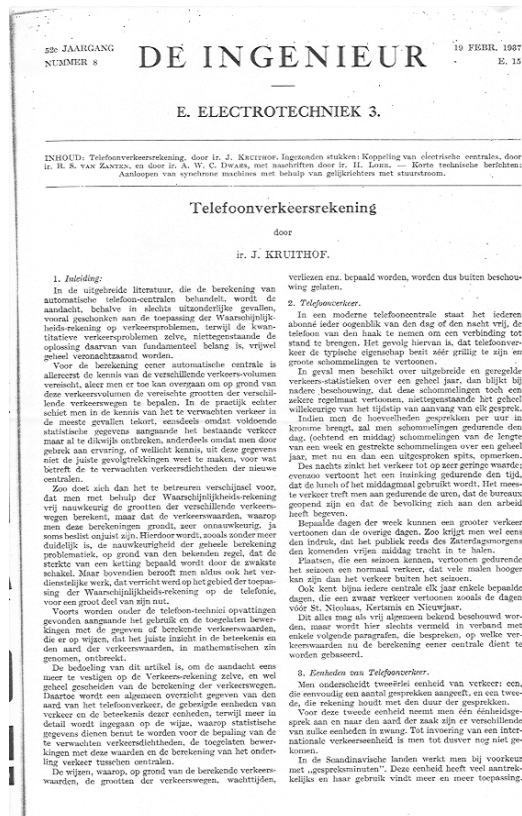 52e JAARGANG
NUMMER 8
DE INGENIEUR
19 FEBR. 1937
E. 15
E. ELECTROTECHNIEK 3.
INHOUD: Telefoonverkeersrekening, door ir. J. KRUITHOF. Ingezonden stukken: Koppeling van electrische centrales, door
ir. R. S. VAN ZANTEN, en door ir. A. W. C. DWARS, met naschriften door ir. H. LOHR. — Korte technische berichten:
Aanloopen van synchrone machines met behulp van gelijkrichters met stuurstroom.
Telefoonverkeersrekening
door
ir. J. KRUITHOF.
1. Inleiding:
In de uitgebreide literatuur, die de berekening van
automatische telefoon-centralen behandelt, wordt de
aandacht, behalve in slechts uitzonderlijke gevallen,
vooral geschonken aan de toepassing der Waarschijnlijk-
heids-rekening op verkeersproblemen, terwijl de kwan-
titatieve verkeersproblemen zelve, niettegenstaande de
oplossing daarvan van fundamenteel belang is, vrijwel
geheel veronachtzaamd worden.
Voor de berekening eener automatische centrale is
allereerst de kennis van de verschillende verkeers-volumen
vereischt, aleer men er toe kan overgaan om op grond van
deze verkeersvolumen de vereischte grootten der verschil-
lende verkeerswegen te bepalen. In de practijk echter
schiet men in de kennis van het te verwachten verkeer in
de meeste gevallen tekort, eensdeels omdat voldoende
statistische gegevens aangaande het bestaande verkeer
maar al te dikwijls ontbreken, anderdeels omdat men door
gebrek aan ervaring, of wellicht kennis, uit deze gegevens
niet de juiste gevolgtrekkingen weet te maken, voor wat
betreft de te verwachten verkeersdichtheden der nieuwe
centralen.
Zoo doet zich dan het te betreuren verschijnsel voor,
dat men met behulp der Waarschijnlijkheids-rekening
vrij nauwkeurig de grootten der verschillende verkeers-
wegen berekent, maar dat de verkeerswaarden, waarop
men deze berekeningen grondt, zeer onnauwkeurig, ja
soms beslist onjuist zijn. Hierdoor wordt, zooals zonder meer
duidelijk is, de nauwkeurigheid der geheele berekening
problematiek, op grond van den bekenden regel, dat de
sterkte van een ketting bepaald wordt door de zwakste
schakel. Maar bovendien berooft men aldus ook het ver-
dienstelijke werk, dat verricht werd op het gebied der toepas-
sing der Waarschijnlijkheids-rekening op de telefonie,
voor een groot deel van zijn nut.
Voorts worden onder de telefoon-technici opvattingen
gevonden aangaande het gebruik en de toegelaten bewer-
kingen met de gegeven of berekende verkeerswaarden,
die er op wijzen, dat het juiste inzicht in de beteekenis en
den aard der verkeerswaarden, in mathematischen zin
genomen, ontbreekt.
De bedoeling van dit artikel is, om de aandacht eens
meer te vestigen op de Verkeers-rekening zelve, en wel
geheel gescheiden van de berekening der verkeerswegen.
Daartoe wordt een algemeen overzicht gegeven van den
aard van het telefoonverkeer, de gebezigde eenheden van
verkeer en de beteekenis dezer eenheden, terwijl meer in
detail wordt ingegaan op de wijze, waarop statistische
gegevens dienen benut te worden voor de bepaling van de
te verwachten verkeersdichtheden, de toegelaten bewer-
kingen met deze waarden en de berekening van het onder-
ling verkeer tusschen centralen.
De wijzen, waarop, op grond van de berekende verkeers-
waarden, de grootten der verkeerswegen, wachttijden,
verliezen enz. bepaald worden, worden dus buiten beschou-
wing gelaten.
2. Telefoonverkeer.
In een moderne telefooncentrale staat het iederen
abonné ieder oogenblik van den dag of den nacht vrij, de
telefoon van den haak te nemen om een verbinding tot
stand te brengen. Het gevolg hiervan is, dat telefoonver-
keer de typische eigenschap bezit zéér grillig te zijn en
groote schommelingen te vertoonen.
In geval men beschikt over uitgebreide en geregelde
verkeers-statistieken over een geheel jaar, dan blijkt bij
nadere beschouwing, dat deze schommelingen toch een
zekere regelmaat vertoonen, niettegenstaande het geheel
willekeurige van het tijdstip van aanvang van elk gesprek.
Indien men de hoeveelheden gesprekken per uur in
kromme brengt, zal men schommelingen gedurende den
dag. (ochtend en middag) schommelingen van de lengte
van een week en gestrekte schommelingen over een geheel
jaar, met nu en dan een uitgesproken spits, opmerken.
Des nachts zinkt het verkeer tot op zeer geringe waarde;
evenzoo vertoont het een inzinking gedurende den tijd,
dat de lunch of het middagmaal gebruikt wordt. Het mees-
te verkeer treft men aan gedurende de uren, dat de bureaux
geopend zijn en dat de bevolking zich aan den arbeid
heeft begeven.
Bepaalde dagen der week kunnen een grooter verkeer
vertoonen dan de overige dagen. Zoo krijgt men wel eens
den indruk, dat het publiek reeds des Zaterdagsmorgens
den komenden vrijen middag tracht in te halen.
Plaatsen, die een seizoen kennen, vertoonen gedurende
het seizoen een normaal verkeer, dat vele malen hooger
kan zijn dan het verkeer buiten het seizoen.
Ook kent bijna iedere centrale elk jaar enkele bepaalde
dagen, die een zwaar verkeer vertoonen zooals de dagen
vóór St. Nicolaas, Kerstmis en Nieuwjaar.
Dit alles mag als vrij algemeen bekend beschouwd wor-
den, maar wordt hier slechts vermeld in verband met
enkele volgende paragrafen, die bespreken, op welke ver-
keerswaarden nu de berekening eener centrale dient te
worden gebaseerd.
3. Eenheden van Telefoonverkeer.
Men onderscheidt tweeërlei eenheid van verkeer: een,
die eenvoudig een aantal gesprekken aangeeft, en een twee-
de, die rekening houdt met den duur der gesprekken.
Voor deze tweede eenheid neemt men één éénheidsge-
sprek aan en naar den aard der zaak zijn er verschillende
van zulke eenheden in zwang. Tot invoering van een inter-
nationale verkeerseenheid is men tot dusver nog niet ge-
komen.
In de Scandinavische landen werkt men bij voorkeur
met „gespreksminuten”. Deze eenheid heeft veel aantrek-
kelijks en haar gebruik vindt meer en meer toepassing.